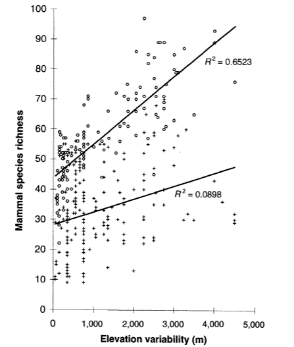 100
90
80
70
60
50
40
30
20
10
0
Mammal species richness
R² = 0.6523
R² = 0.0898
0 1,000 2,000 3,000 4,000 5,000
Elevation variability (m)